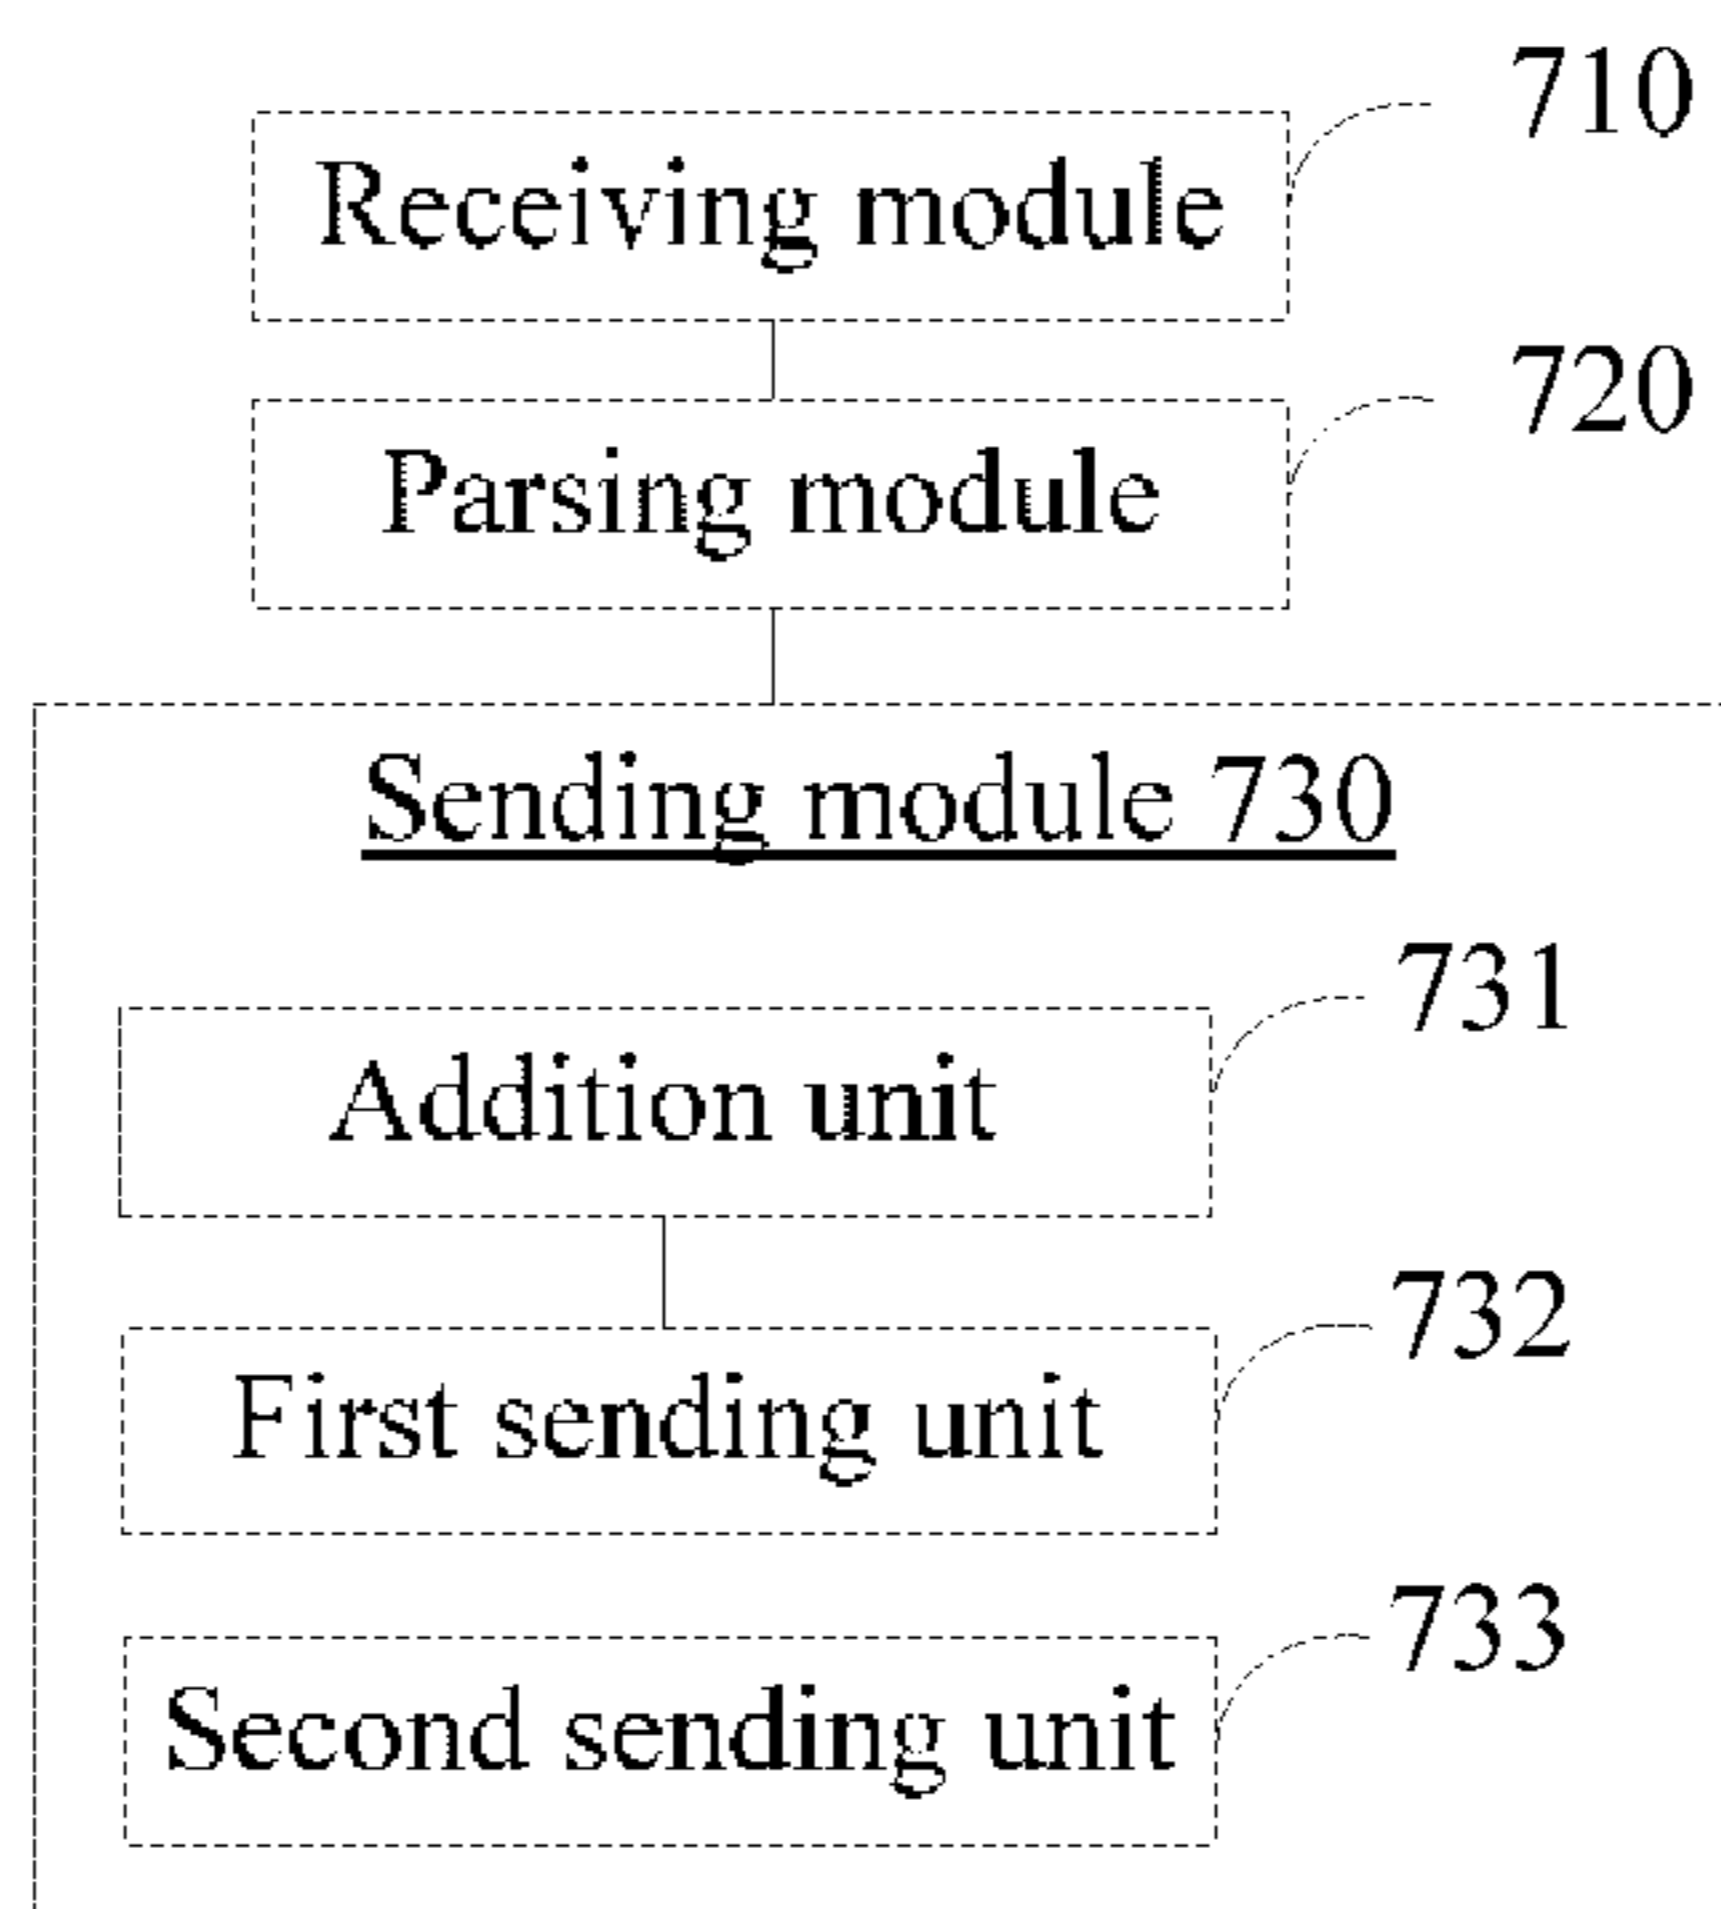 710
Receiving module
720
Parsing module
Sending module 730
731
Addition unit
732
First sending unit
733
Second sending unit